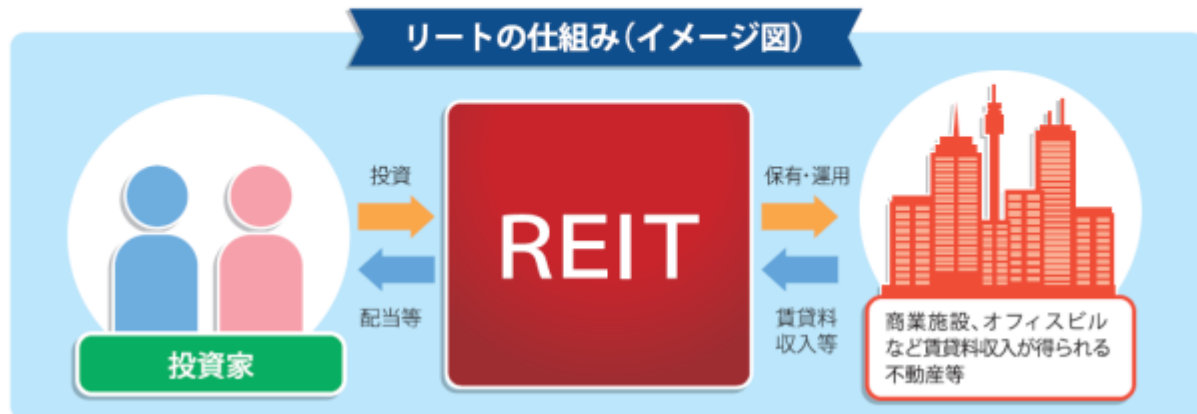 リートの仕組み(イメージ図)
投資
配当等
投資家
REIT
保有・運用
賃貸料
収入等
商業施設、オフィスビル
など賃貸料収入が得られる
不動産等